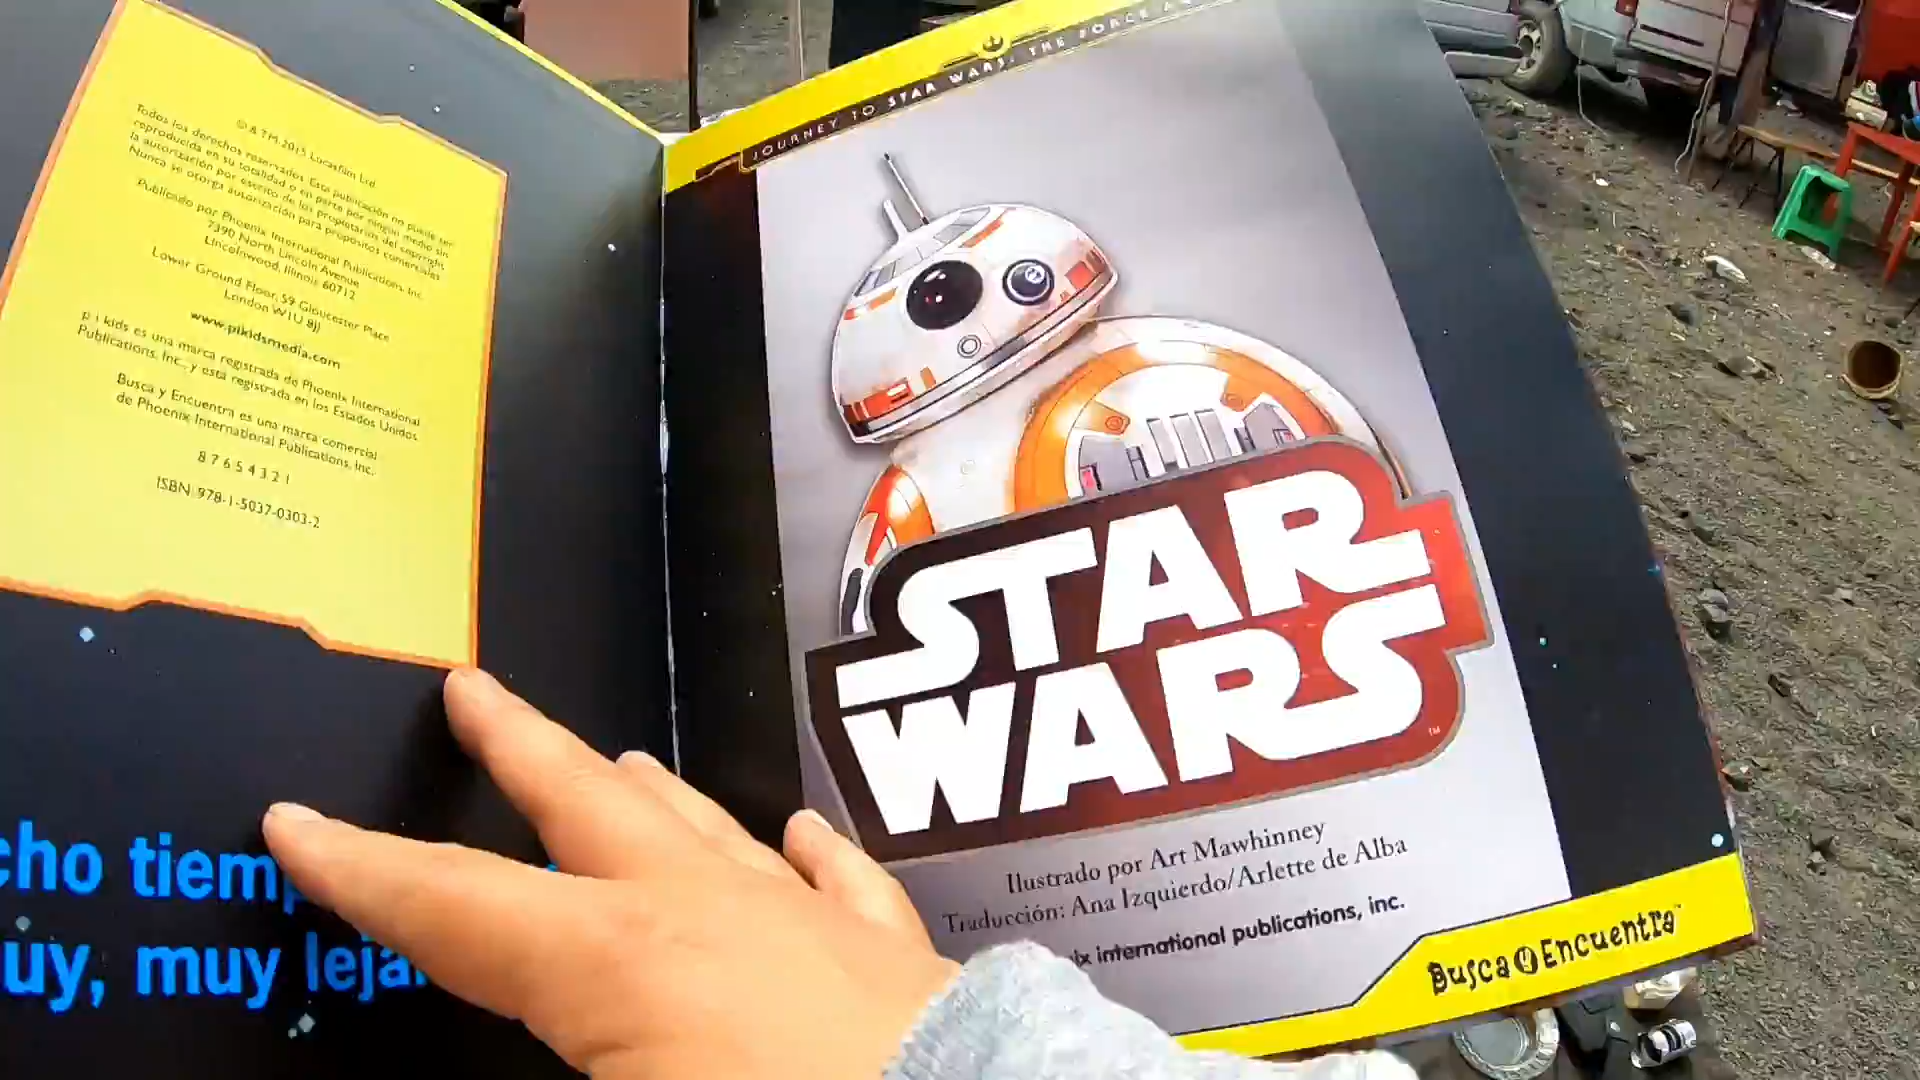 © & TM 2015 Lucasfilm Ltd.
Todos los derechos reservados. Esta publicación no puede ser
reproducida en su totalidad o en parte por ningún medio sin
la autorización por escrito de los propietarios del copyright.
Nunca se otorga autorización para propósitos comerciales
Publicado por Phoenix International Publications, Inc.
7390 North Lincoln Avenue
Lincolnwood, Illinois 60712
Lower Ground Floor, 59 Gloucester Place
London W1U 8JJ
www.pikidsmedia.com
p i kids es una marca registrada de Phoenix International
Publications, Inc., y está registrada en los Estados Unidos
Busca y Encuentra es una marca comercial
de Phoenix International Publications, Inc.
8 7 6 5 4 3 2 1
ISBN 978-1-5037-0303-2
cho tiemp
uy, muy leja
JOURNEY TO STAR WARS: THE FORCE A
STAR
WARS
TM
Ilustrado por Art Mawhinney
Traducción: Ana Izquierdo/Arlette de Alba
ix international publications, inc.
Busca y Encuentra™